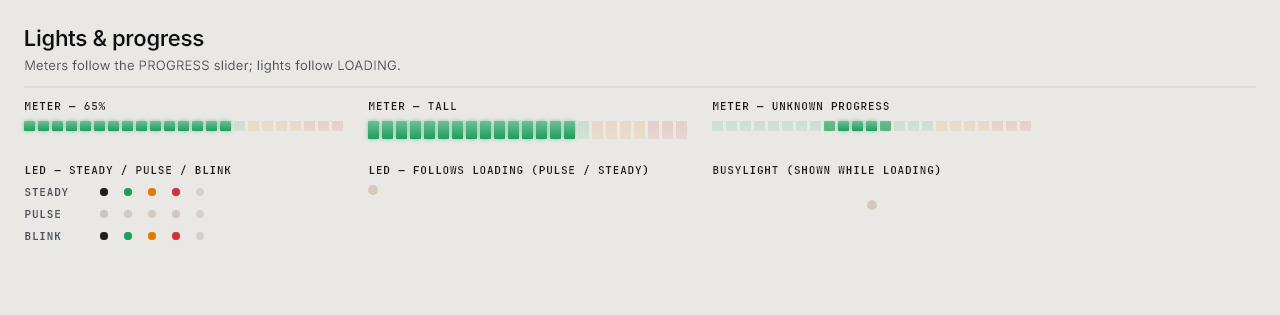 Lights & progress
Meters follow the PROGRESS slider; lights follow LOADING.
METER — 65%
METER — TALL
METER — UNKNOWN PROGRESS
LED — STEADY / PULSE / BLINK
LED — FOLLOWS LOADING (PULSE / STEADY)
BUSYLIGHT (SHOWN WHILE LOADING)
STEADY
PULSE
BLINK